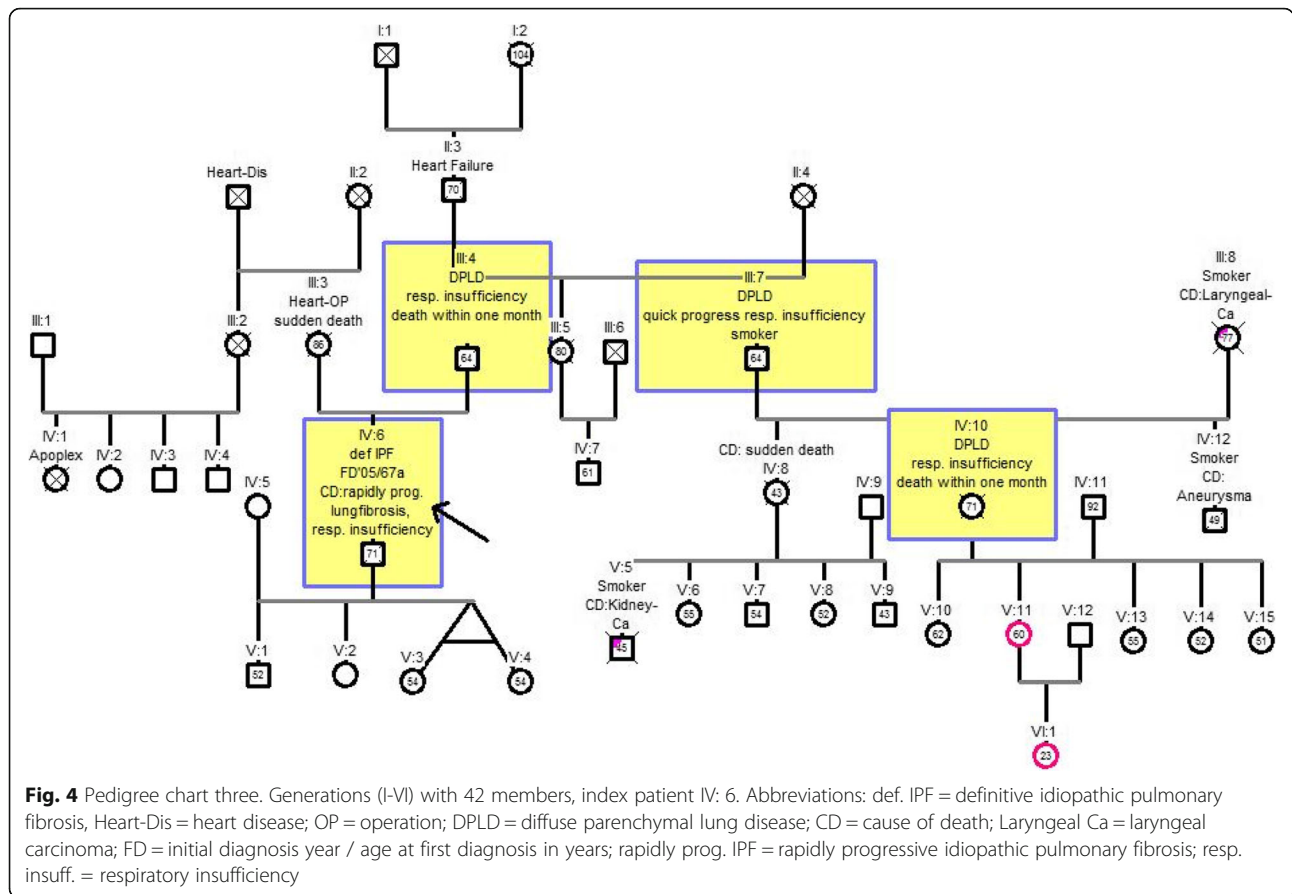 I:1
I:2
104
II:3
Heart Failure
70
Heart-Dis
II:2
II:4
III:4
DPLD
resp. insufficiency
death within one month
64
III:7
DPLD
quick progress resp. insufficiency
smoker
64
III:8
Smoker
CD:Laryngeal-
Ca
77
III:1
III:2
III:3
Heart-OP
sudden death
86
III:5
80
III:6
IV:1
Apoplex
IV:2
IV:3
IV:4
IV:5
IV:6
def IPF
FD'05/67a
CD:rapidly prog.
lungfibrosis,
resp. insufficiency
71
IV:7
61
CD: sudden death
IV:8
43
IV:9
IV:10
DPLD
resp. insufficiency
death within one month
71
IV:11
92
IV:12
Smoker
CD:
Aneurysma
49
V:1
52
V:2
V:3
54
V:4
54
V:5
Smoker
CD:Kidney-
Ca
45
V:6
55
V:7
54
V:8
52
V:9
43
V:10
62
V:11
60
V:12
V:13
55
V:14
52
V:15
51
VI:1
23
Fig. 4 Pedigree chart three. Generations (I-VI) with 42 members, index patient IV: 6. Abbreviations: def. IPF = definitive idiopathic pulmonary
fibrosis, Heart-Dis = heart disease; OP = operation; DPLD = diffuse parenchymal lung disease; CD = cause of death; Laryngeal Ca = laryngeal
carcinoma; FD = initial diagnosis year / age at first diagnosis in years; rapidly prog. IPF = rapidly progressive idiopathic pulmonary fibrosis; resp.
insuff. = respiratory insufficiency